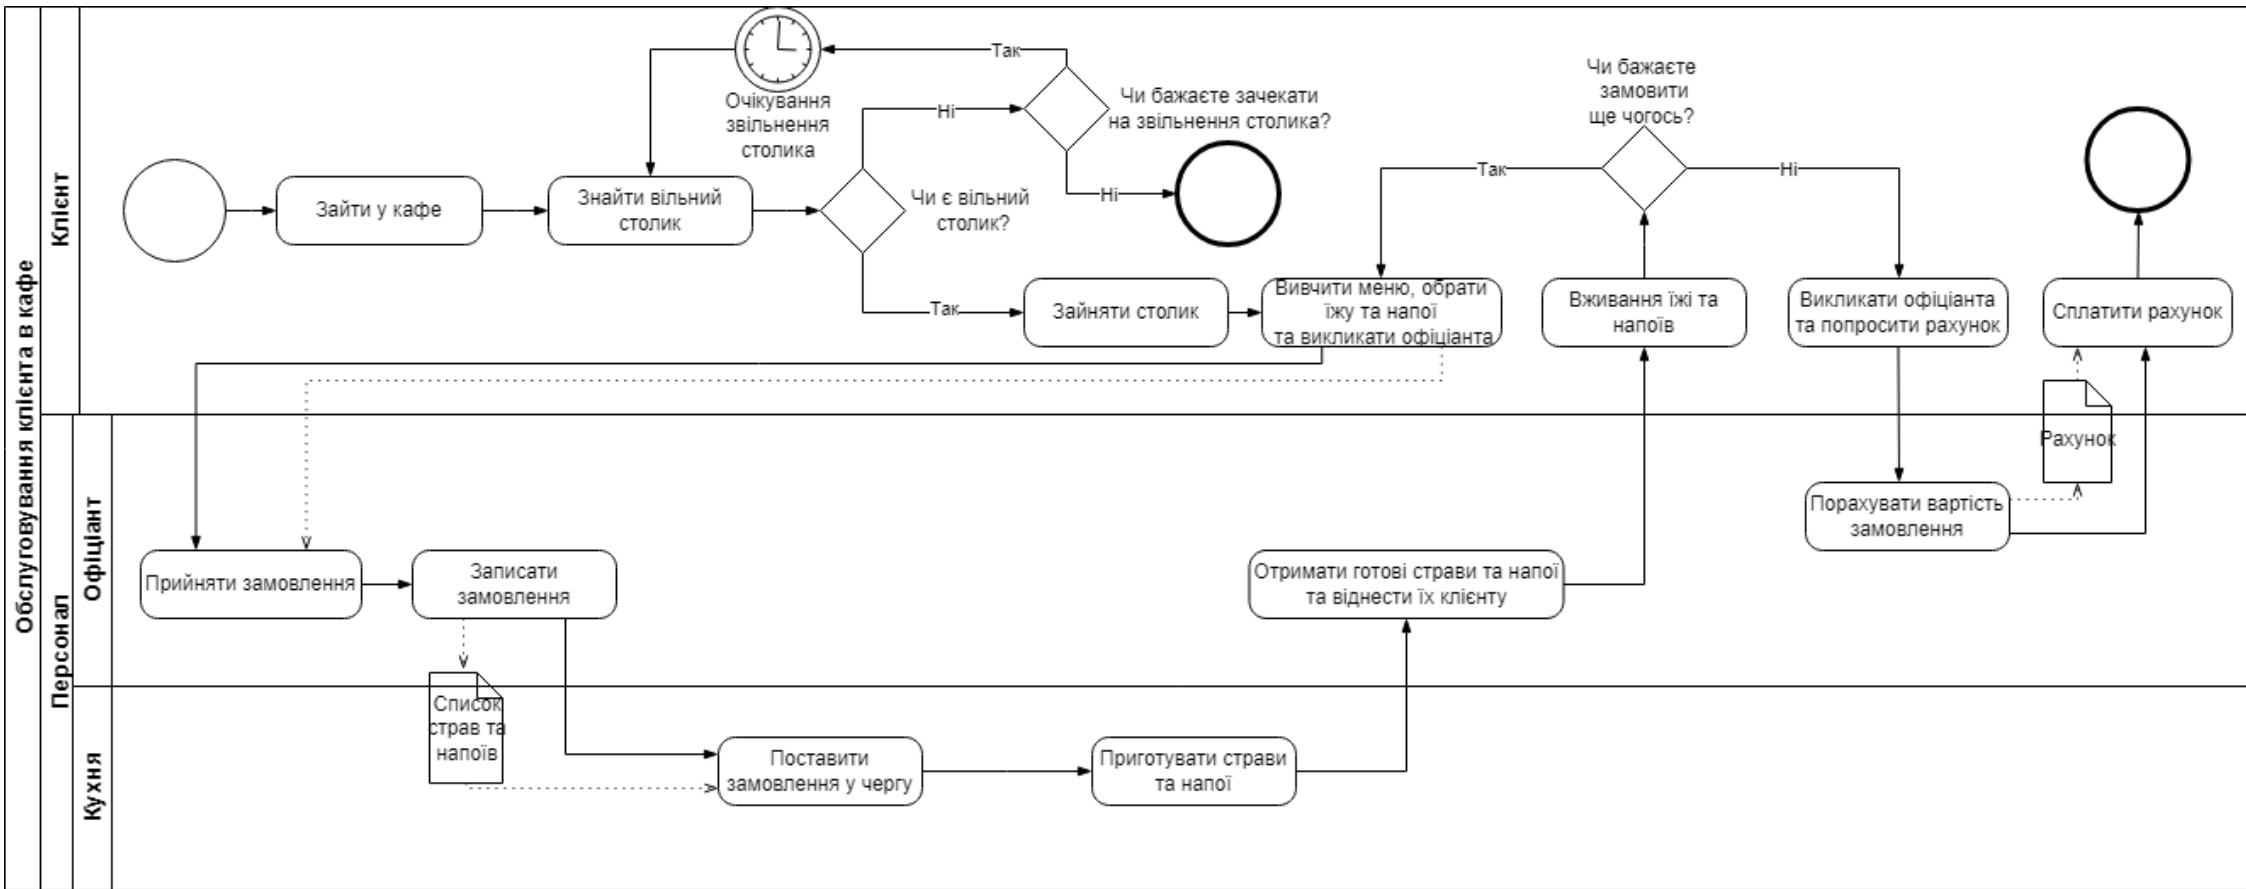 Обслуговування клієнта в кафе
Клієнт
Зайти у кафе
Знайти вільний
столик
Очікування
звільнення
столика
Чи є вільний
столик?
Ні
Так
Чи бажаєте зачекати
на звільнення столика?
Так
Ні
Зайняти столик
Вивчити меню, обрати
їжу та напої
та викликати офіціанта
Чи бажаєте
замовити
ще чогось?
Так
Ні
Вживання їжі та
напоїв
Викликати офіціанта
та попросити рахунок
Сплатити рахунок
Персонал
Офіціант
Прийняти замовлення
Записати
замовлення
Отримати готові страви та напої
та віднести їх клієнту
Порахувати вартість
замовлення
Рахунок
Кухня
Список
страв та
напоїв
Поставити
замовлення у чергу
Приготувати страви
та напої